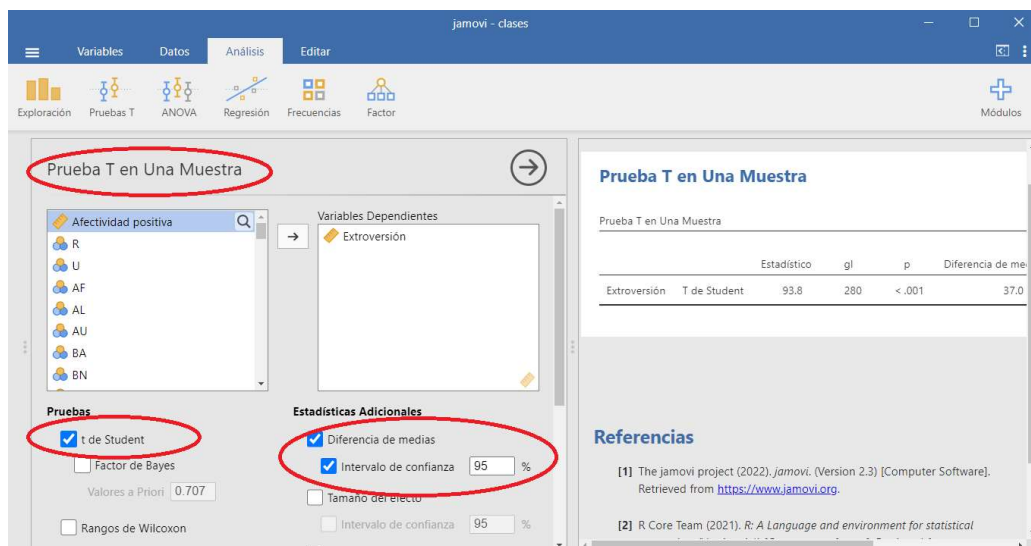 jamovi - clases
Variables Datos Análisis Editar
Exploración Pruebas T ANOVA Regresión Frecuencias Factor Módulos
Prueba T en Una Muestra
Afectividad positiva
R
U
AF
AL
AU
BA
BN
Variables Dependientes
Extroversión
Pruebas
t de Student
Factor de Bayes
Valores a Priori 0.707
Rangos de Wilcoxon
Estadísticas Adicionales
Diferencia de medias
Intervalo de confianza 95 %
Tamaño del efecto
Intervalo de confianza 95 %
Prueba T en Una Muestra
Prueba T en Una Muestra
Estadístico gl p Diferencia de me
Extroversión T de Student 93.8 280 < .001 37.0
Referencias
[1] The jamovi project (2022). jamovi. (Version 2.3) [Computer Software].
Retrieved from https://www.jamovi.org.
[2] R Core Team (2021). R: A Language and environment for statistical